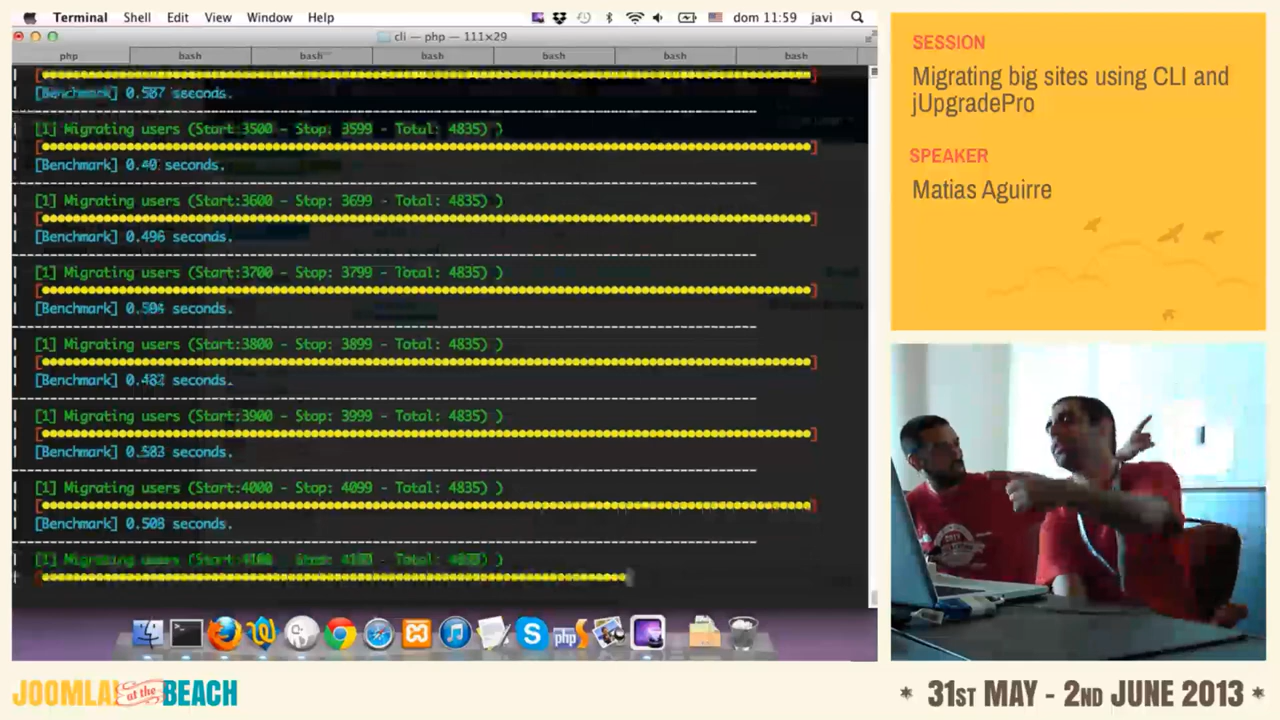 Terminal Shell Edit View Window Help dom 11:59 javi
cli — php — 111×29
php bash bash bash bash bash bash
[Benchmark] 0.507 seconds.
[1] Migrating users (Start:3500 - Stop: 3599 - Total: 4835) )
[Benchmark] 0.40 seconds.
[1] Migrating users (Start:3600 - Stop: 3699 - Total: 4835) )
[Benchmark] 0.496 seconds.
[1] Migrating users (Start:3700 - Stop: 3799 - Total: 4835) )
[Benchmark] seconds.
[1] Migrating users (Start:3800 - Stop: 3899 - Total: 4835) )
[Benchmark] 0.482 seconds.
[1] Migrating users (Start:3900 - Stop: 3999 - Total: 4835) )
[Benchmark] 0.503 seconds.
[1] Migrating users (Start:4000 - Stop: 4099 - Total: 4835) )
[Benchmark] 0.508 seconds.
[1] Migrating users
php
SESSION
Migrating big sites using CLI and
jUpgradePro
SPEAKER
Matias Aguirre
JOOMLA! at the BEACH
* 31ST MAY - 2ND JUNE 2013 *